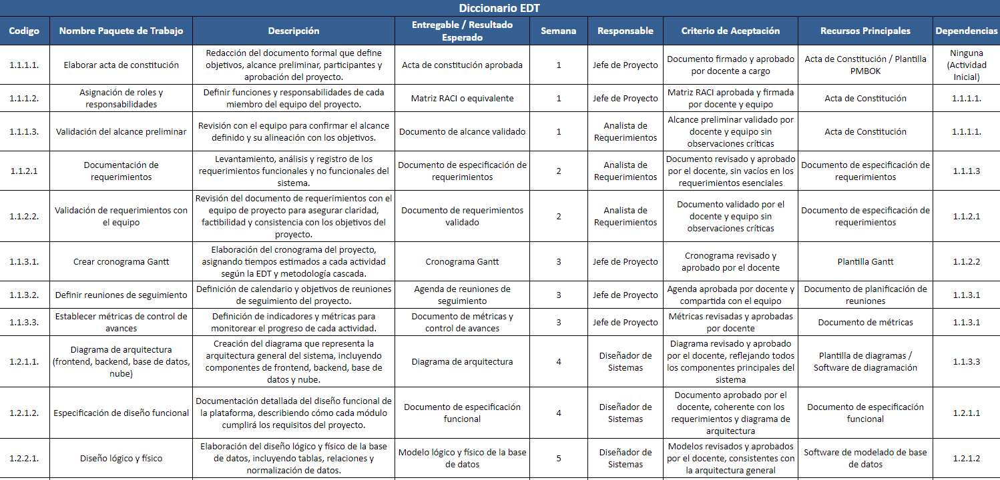 Diccionario EDT
Codigo
Nombre Paquete de Trabajo
Descripción
Entregable / Resultado
Esperado
Semana
Responsable
Criterio de Aceptación
Recursos Principales
Dependencias
1.1.1.1.
Elaborar acta de constitución
Redacción del documento formal que define
objetivos, alcance preliminar, participantes y
aprobación del proyecto.
Acta de constitución aprobada
1
Jefe de Proyecto
Documento firmado y aprobado
por docente a cargo
Acta de Constitución / Plantilla
PMBOK
Ninguna
(Actividad
Inicial)
1.1.1.2.
Asignación de roles y
responsabilidades
Definir funciones y responsabilidades de cada
miembro del equipo del proyecto.
Matriz RACI o equivalente
1
Jefe de Proyecto
Matriz RACI aprobada y firmada
por docente y equipo
Acta de Constitución
1.1.1.1.
1.1.1.3.
Validación del alcance preliminar
Revisión con el equipo para confirmar el alcance
definido y su alineación con los objetivos.
Documento de alcance validado
1
Analista de
Requerimientos
Alcance preliminar validado por
docente y equipo sin
observaciones críticas
Acta de Constitución
1.1.1.1.
1.1.2.1
Documentación de
requerimientos
Levantamiento, análisis y registro de los
requerimientos funcionales y no funcionales del
sistema.
Documento de especificación de
requerimientos
2
Analista de
Requerimientos
Documento revisado y aprobado
por el docente, sin vacíos en los
requerimientos esenciales
Documento de especificación de
requerimientos
1.1.1.3
1.1.2.2.
Validación de requerimientos con
el equipo
Revisión del documento de requerimientos con el
equipo de proyecto para asegurar claridad,
factibilidad y consistencia con los objetivos del
proyecto.
Documento de requerimientos
validado
2
Analista de
Requerimientos
Documento validado por el
docente y equipo sin
observaciones críticas
Documento de especificación de
requerimientos
1.1.2.1
1.1.3.1.
Crear cronograma Gantt
Elaboración del cronograma del proyecto,
asignando tiempos estimados a cada actividad
según la EDT y metodología cascada.
Cronograma Gantt
3
Jefe de Proyecto
Cronograma revisado y
aprobado por el docente
Plantilla Gantt
1.1.2.2
1.1.3.2.
Definir reuniones de seguimiento
Definición de calendario y objetivos de reuniones
de seguimiento del proyecto.
Agenda de reuniones de
seguimiento
3
Jefe de Proyecto
Agenda aprobada por docente y
compartida con el equipo
Documento de planificación de
reuniones
1.1.3.1
1.1.3.3.
Establecer métricas de control de
avances
Definición de indicadores y métricas para
monitorear el progreso de cada actividad.
Documento de métricas y
control de avances
3
Jefe de Proyecto
Métricas revisadas y aprobadas
por docente
Documento de métricas
1.1.3.1
1.2.1.1.
Diagrama de arquitectura
(frontend, backend, base de datos,
nube)
Creación del diagrama que representa la
arquitectura general del sistema, incluyendo
componentes de frontend, backend, base de
datos y nube.
Diagrama de arquitectura
4
Diseñador de
Sistemas
Diagrama revisado y aprobado
por el docente, reflejando todos
los componentes principales del
sistema
Plantilla de diagramas /
Software de diagramación
1.1.3.3
1.2.1.2.
Especificación de diseño funcional
Documentación detallada del diseño funcional de
la plataforma, describiendo cómo cada módulo
cumplirá los requisitos del proyecto.
Documento de especificación
funcional
4
Diseñador de
Sistemas
Documento aprobado por el
docente, coherente con los
requerimientos y diagrama de
arquitectura
Documento de especificación
funcional
1.2.1.1
1.2.2.1.
Diseño lógico y físico
Elaboración del diseño lógico y físico de la base
de datos, incluyendo tablas, relaciones y
normalización de datos.
Modelo lógico y físico de la base
de datos
5
Diseñador de
Sistemas
Modelos revisados y aprobados
por el docente, consistentes con
la arquitectura general
Software de modelado de base
de datos
1.2.1.2